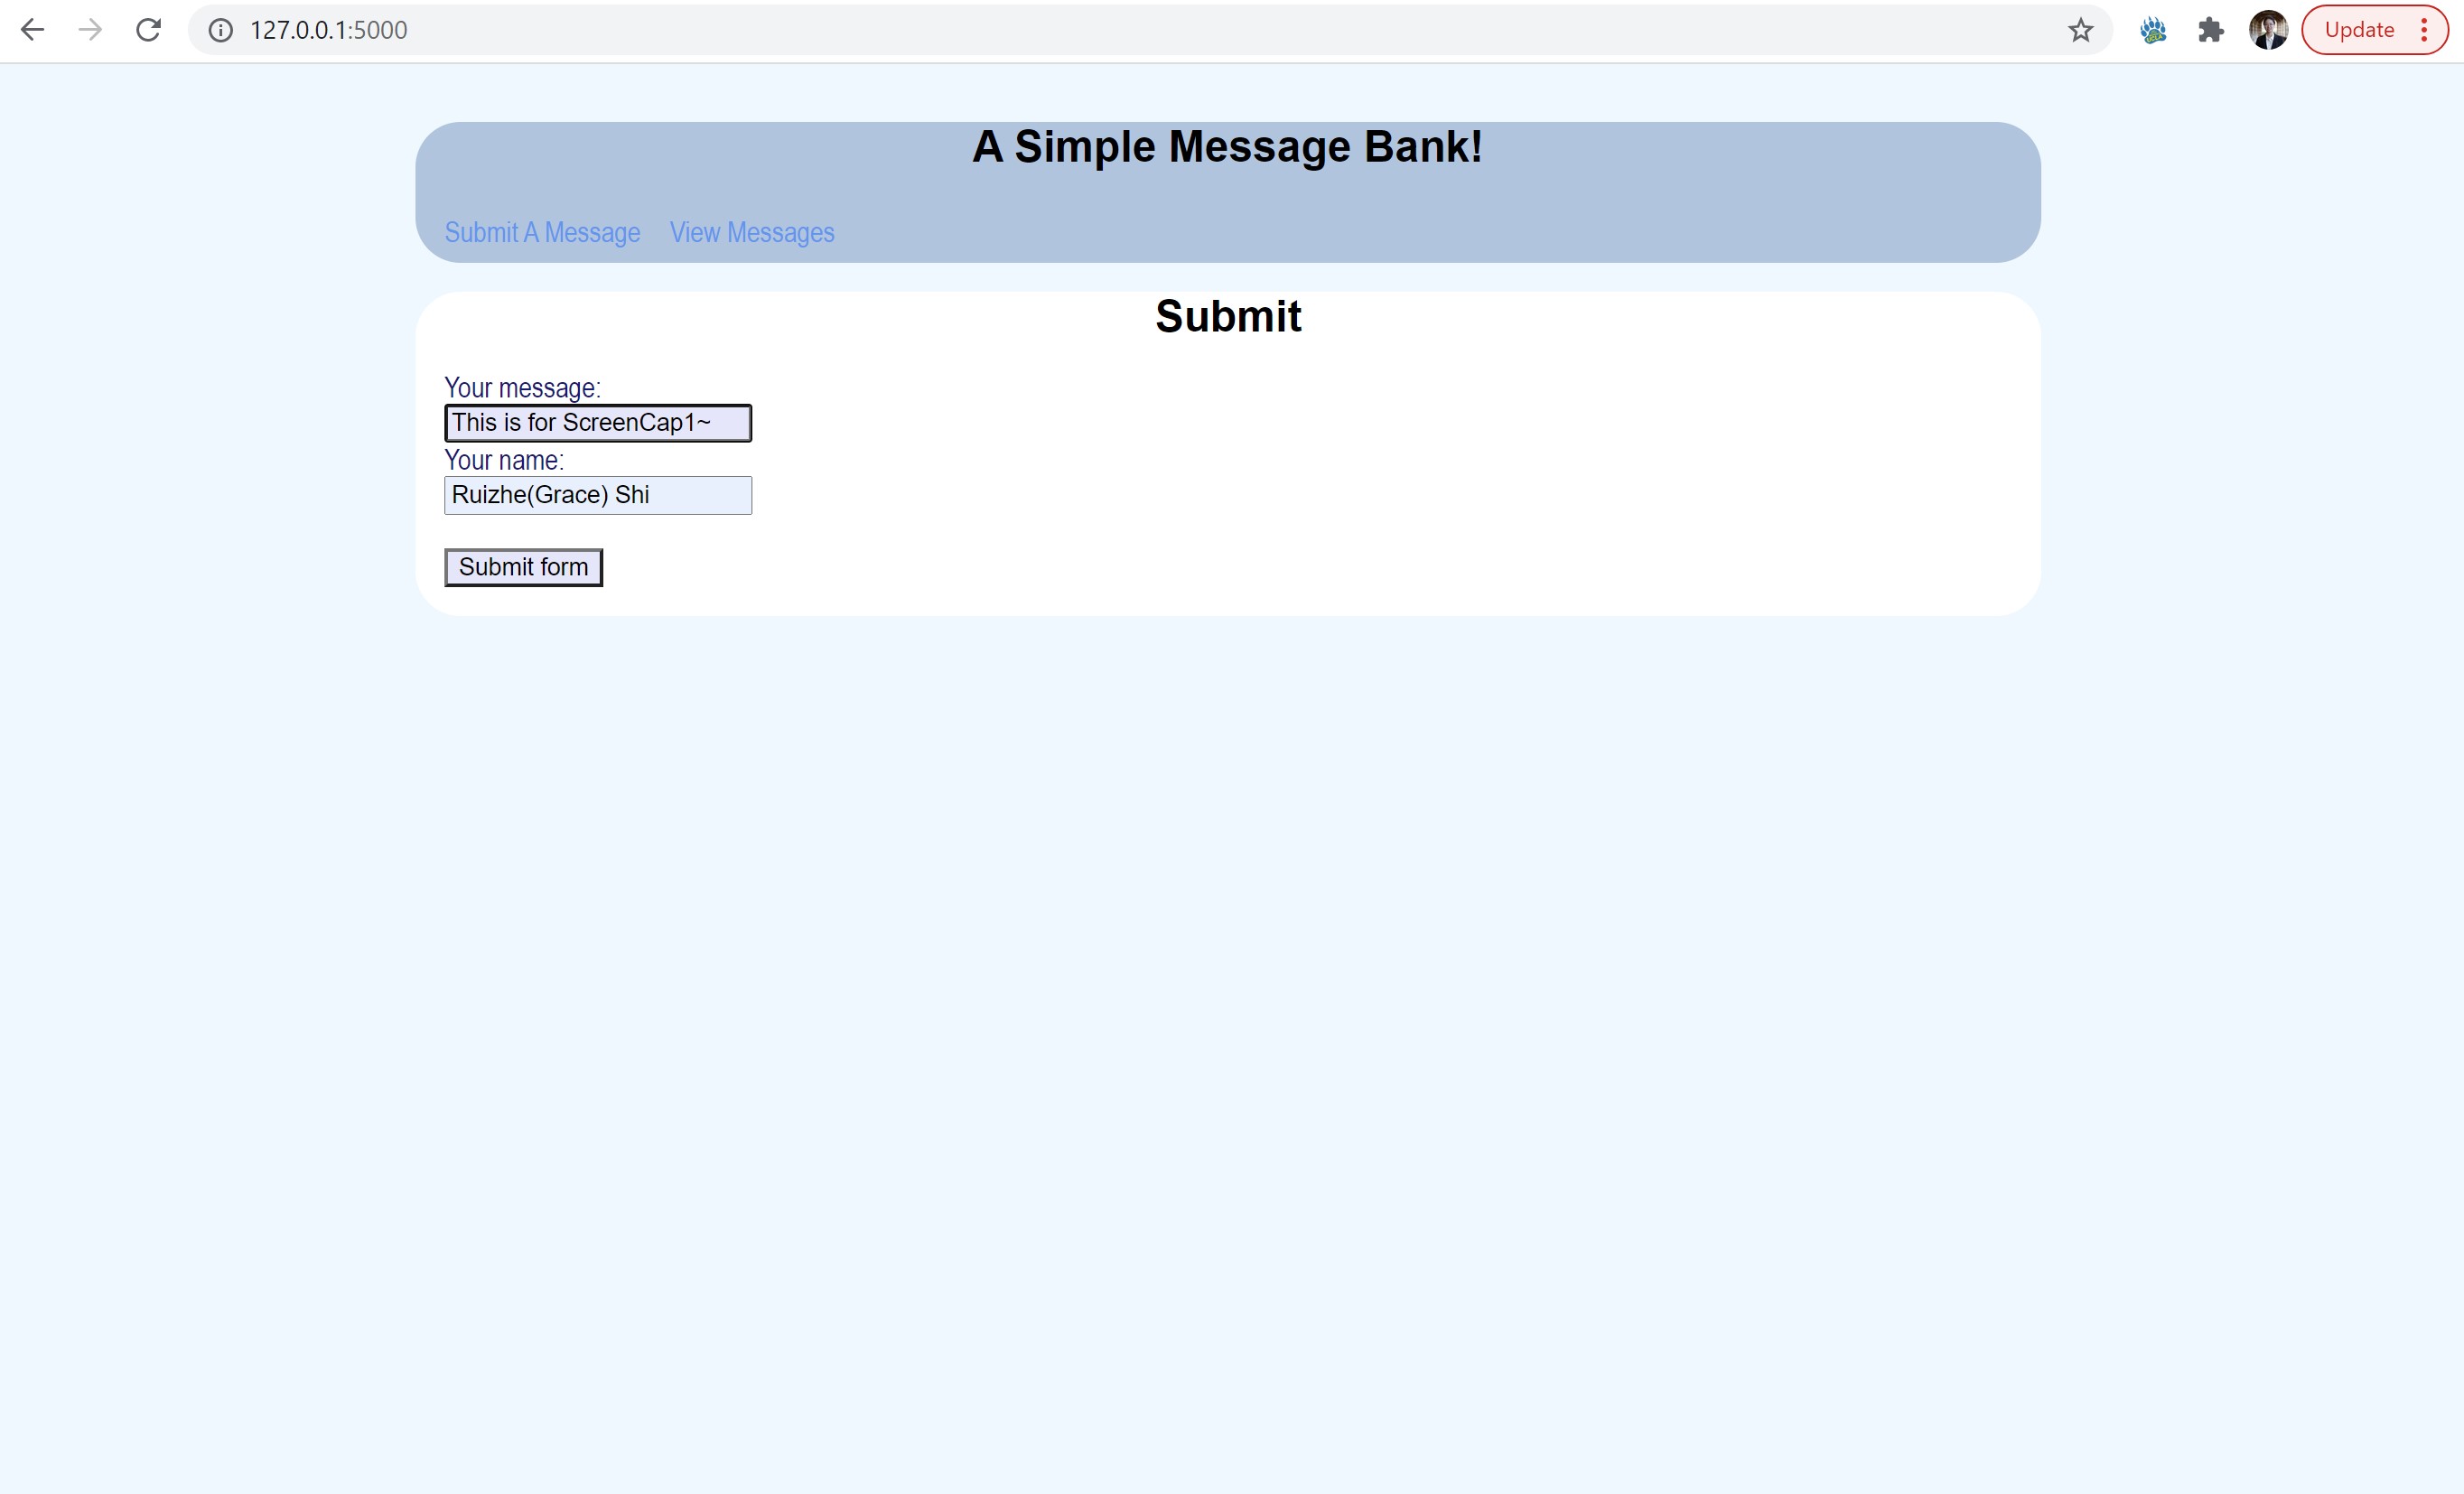 127.0.0.1:5000
Update
A Simple Message Bank!
Submit A Message View Messages
Submit
Your message:
This is for ScreenCap1~
Your name:
Ruizhe(Grace) Shi
Submit form